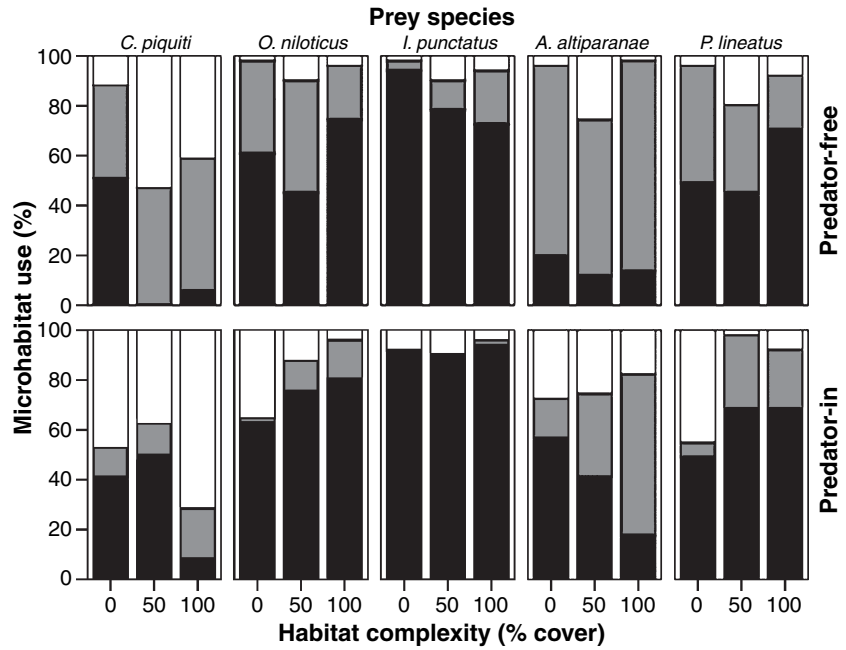 Prey species
C. piquiti O. niloticus I. punctatus A. altiparanae P. lineatus
100
80
60
40
20
0
Predator-free
100
80
60
40
20
0
Predator-in
Microhabitat use (%)
0 50 100 0 50 100 0 50 100 0 50 100 0 50 100
Habitat complexity (% cover)